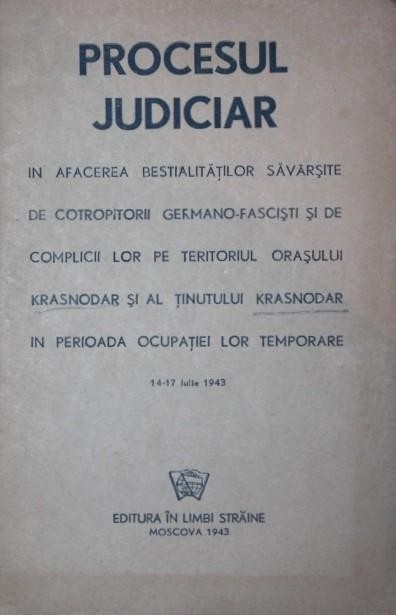 PROCESUL
JUDICIAR
IN AFACEREA BESTIALITĂȚILOR SĂVÂRȘITE
DE COTROPITORII GERMANO-FASCIȘTI ȘI DE
COMPLICII LOR PE TERITORIUL ORAȘULUI
KRASNODAR ȘI AL ȚINUTULUI KRASNODAR
IN PERIOADA OCUPAȚIEI LOR TEMPORARE
14-17 Iulie 1943
EDITURA ÎN LIMBI STRĂINE
MOSCOVA 1943